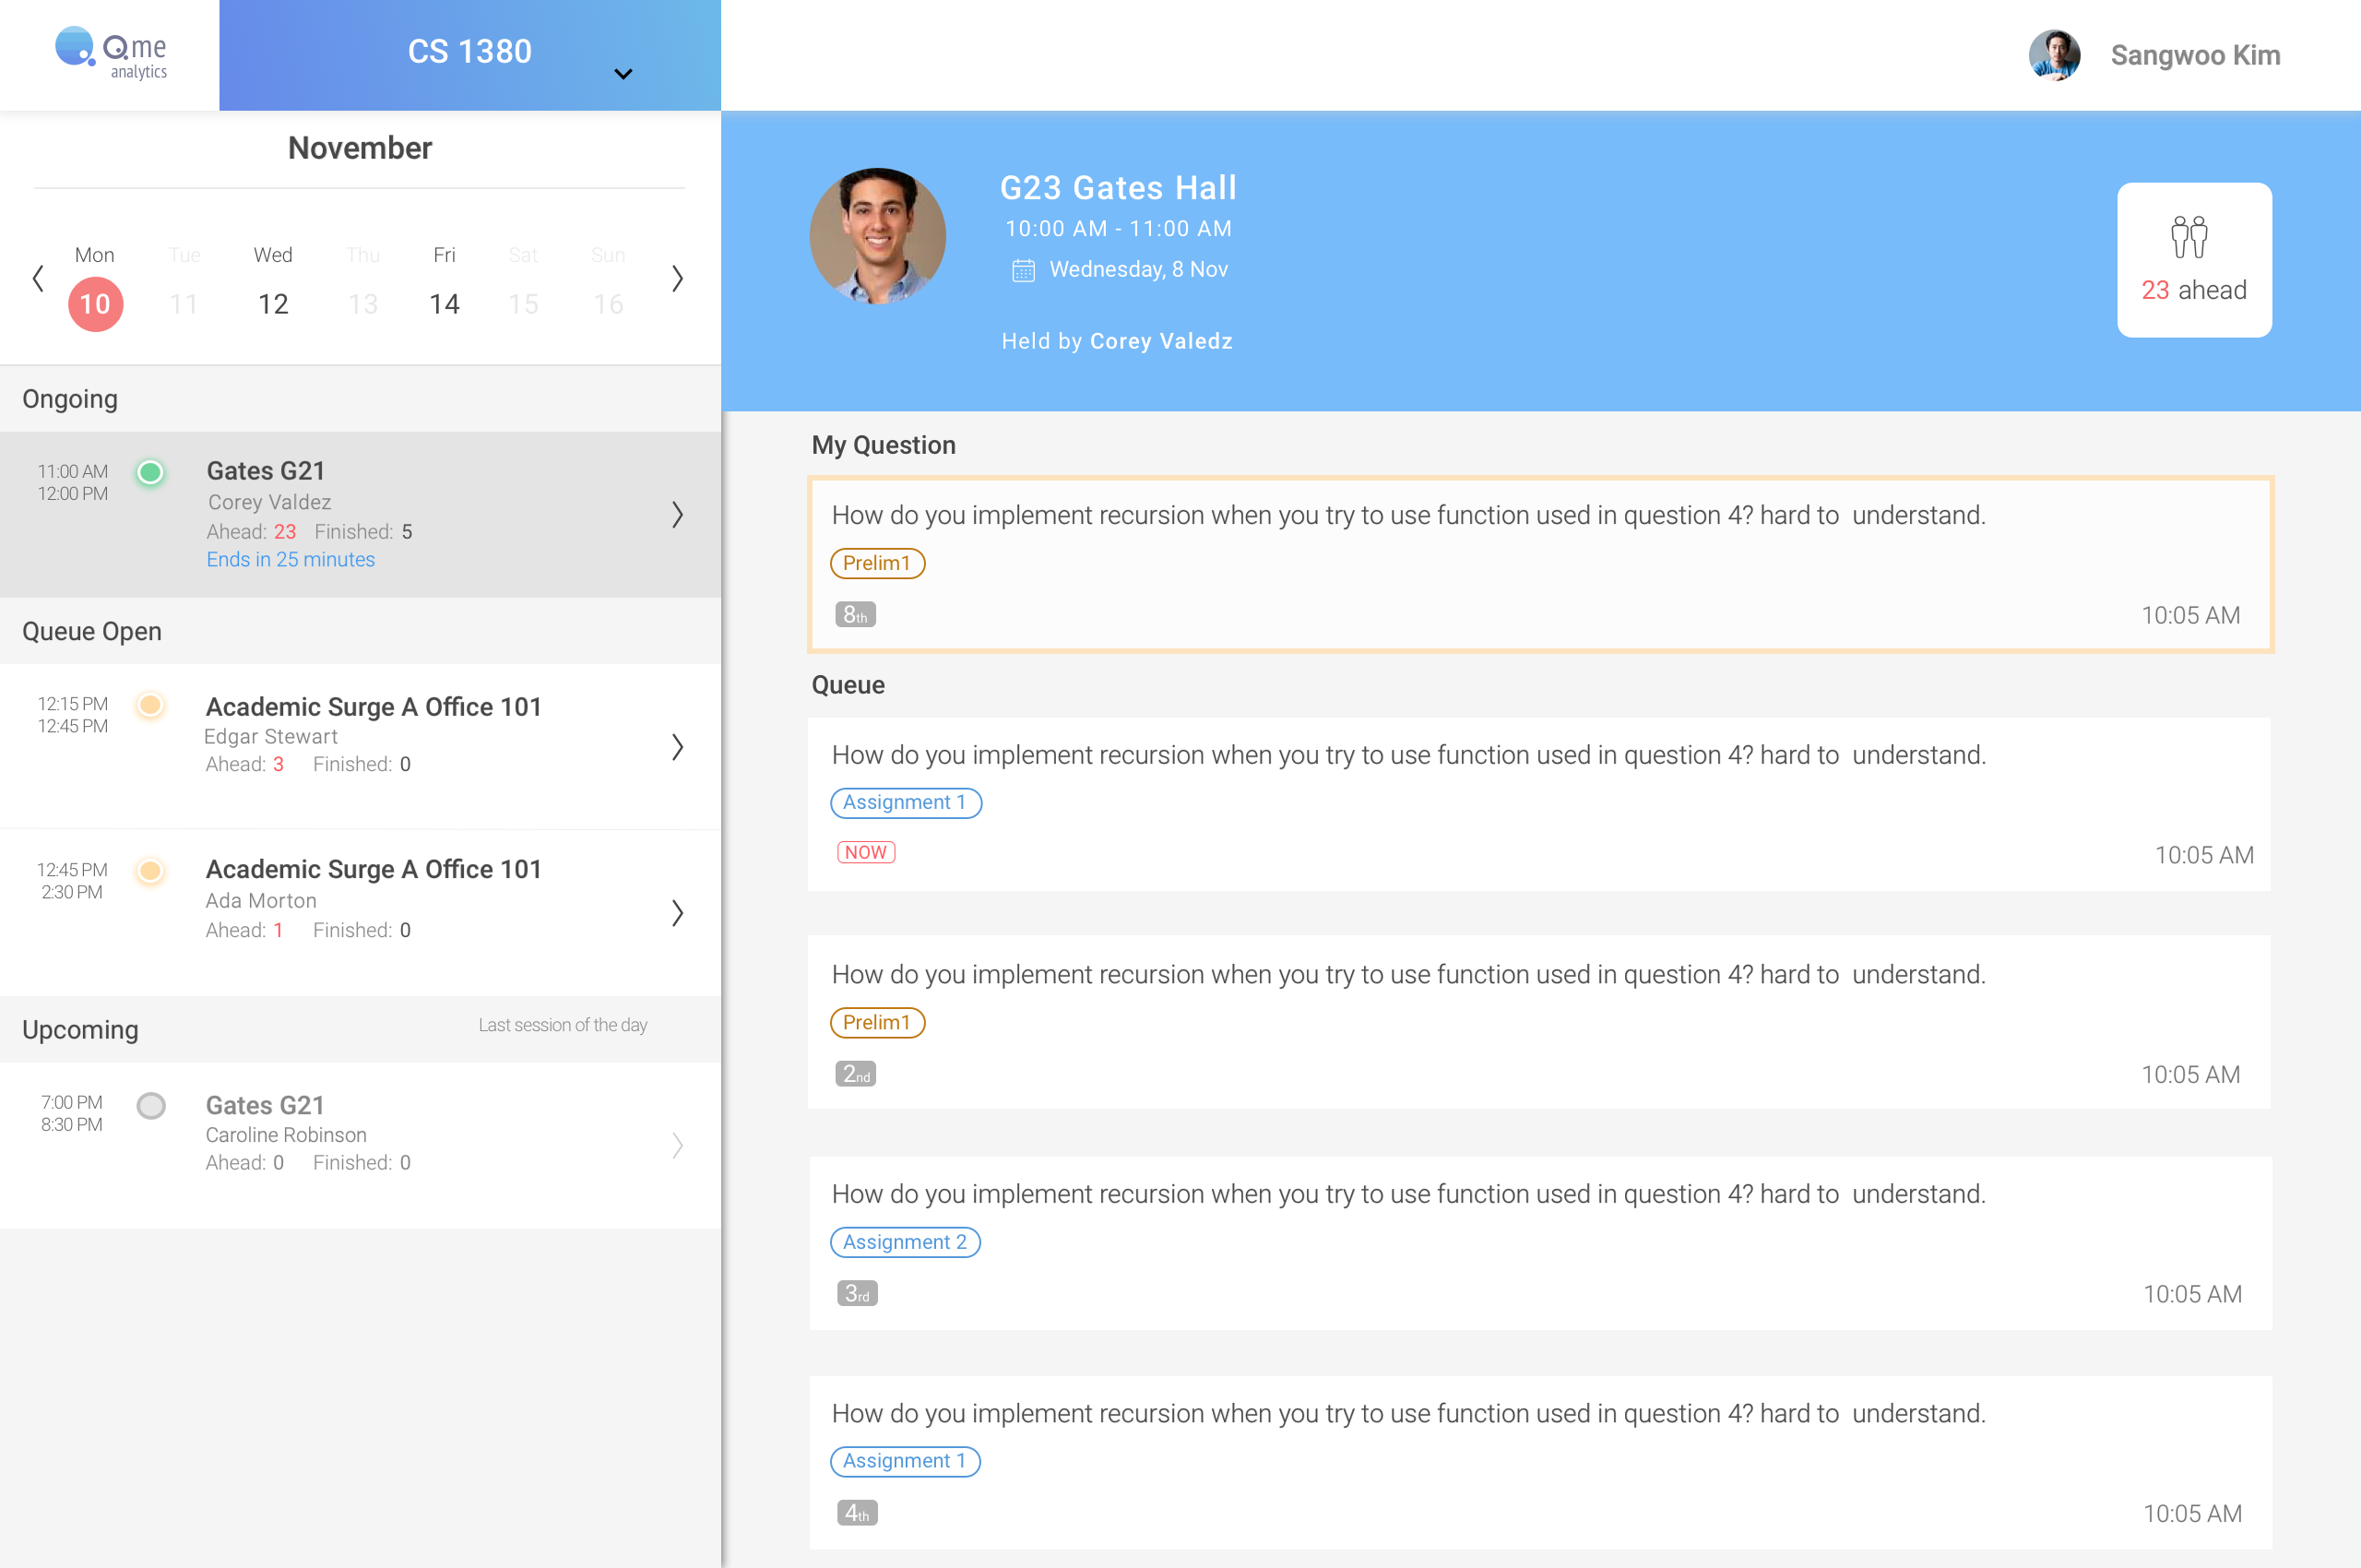 Qme
analytics
CS 1380
Sangwoo Kim
November
Mon Tue Wed Thu Fri Sat Sun
10 11 12 13 14 15 16
Ongoing
11:00 AM
12:00 PM
Gates G21
Corey Valdez
Ahead: 23 Finished: 5
Ends in 25 minutes
Queue Open
12:15 PM
12:45 PM
Academic Surge A Office 101
Edgar Stewart
Ahead: 3 Finished: 0
12:45 PM
2:30 PM
Academic Surge A Office 101
Ada Morton
Ahead: 1 Finished: 0
Upcoming
Last session of the day
7:00 PM
8:30 PM
Gates G21
Caroline Robinson
Ahead: 0 Finished: 0
G23 Gates Hall
10:00 AM - 11:00 AM
Wednesday, 8 Nov
Held by Corey Valedz
23 ahead
My Question
How do you implement recursion when you try to use function used in question 4? hard to understand.
Prelim1
8th
10:05 AM
Queue
How do you implement recursion when you try to use function used in question 4? hard to understand.
Assignment 1
NOW
10:05 AM
How do you implement recursion when you try to use function used in question 4? hard to understand.
Prelim1
2nd
10:05 AM
How do you implement recursion when you try to use function used in question 4? hard to understand.
Assignment 2
3rd
10:05 AM
How do you implement recursion when you try to use function used in question 4? hard to understand.
Assignment 1
4th
10:05 AM